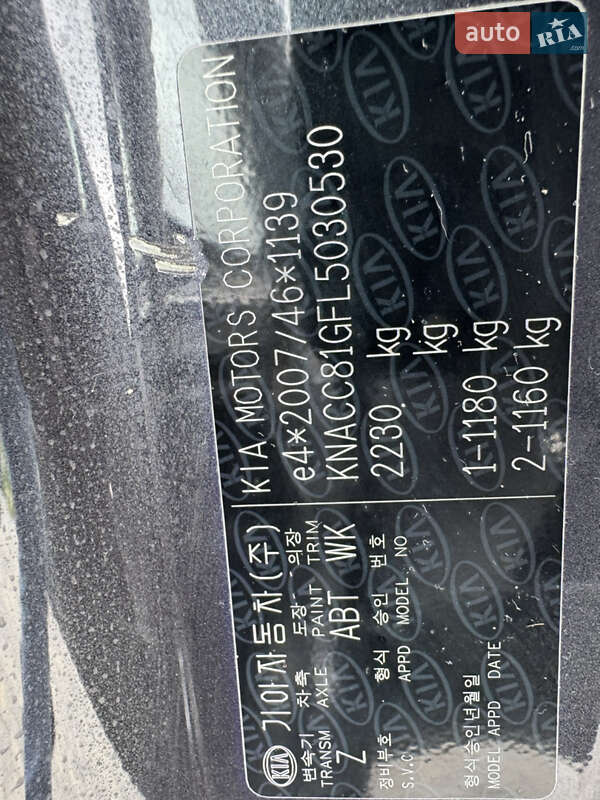 auto RIA.com
KIA 기아자동차(주) KIA MOTORS CORPORATION
변속기 차축 도장 - 의장 e4*2007/46*1139
TRANSM AXLE PAINT TRIM KNACC81GFL5030530
Z ABT WK 2230 kg
정비부호 형식 승인 번호 kg
S.V.C APPD MODEL. NO
1-1180 kg
형식승인년월일 2-1160 kg
MODEL APPD DATE